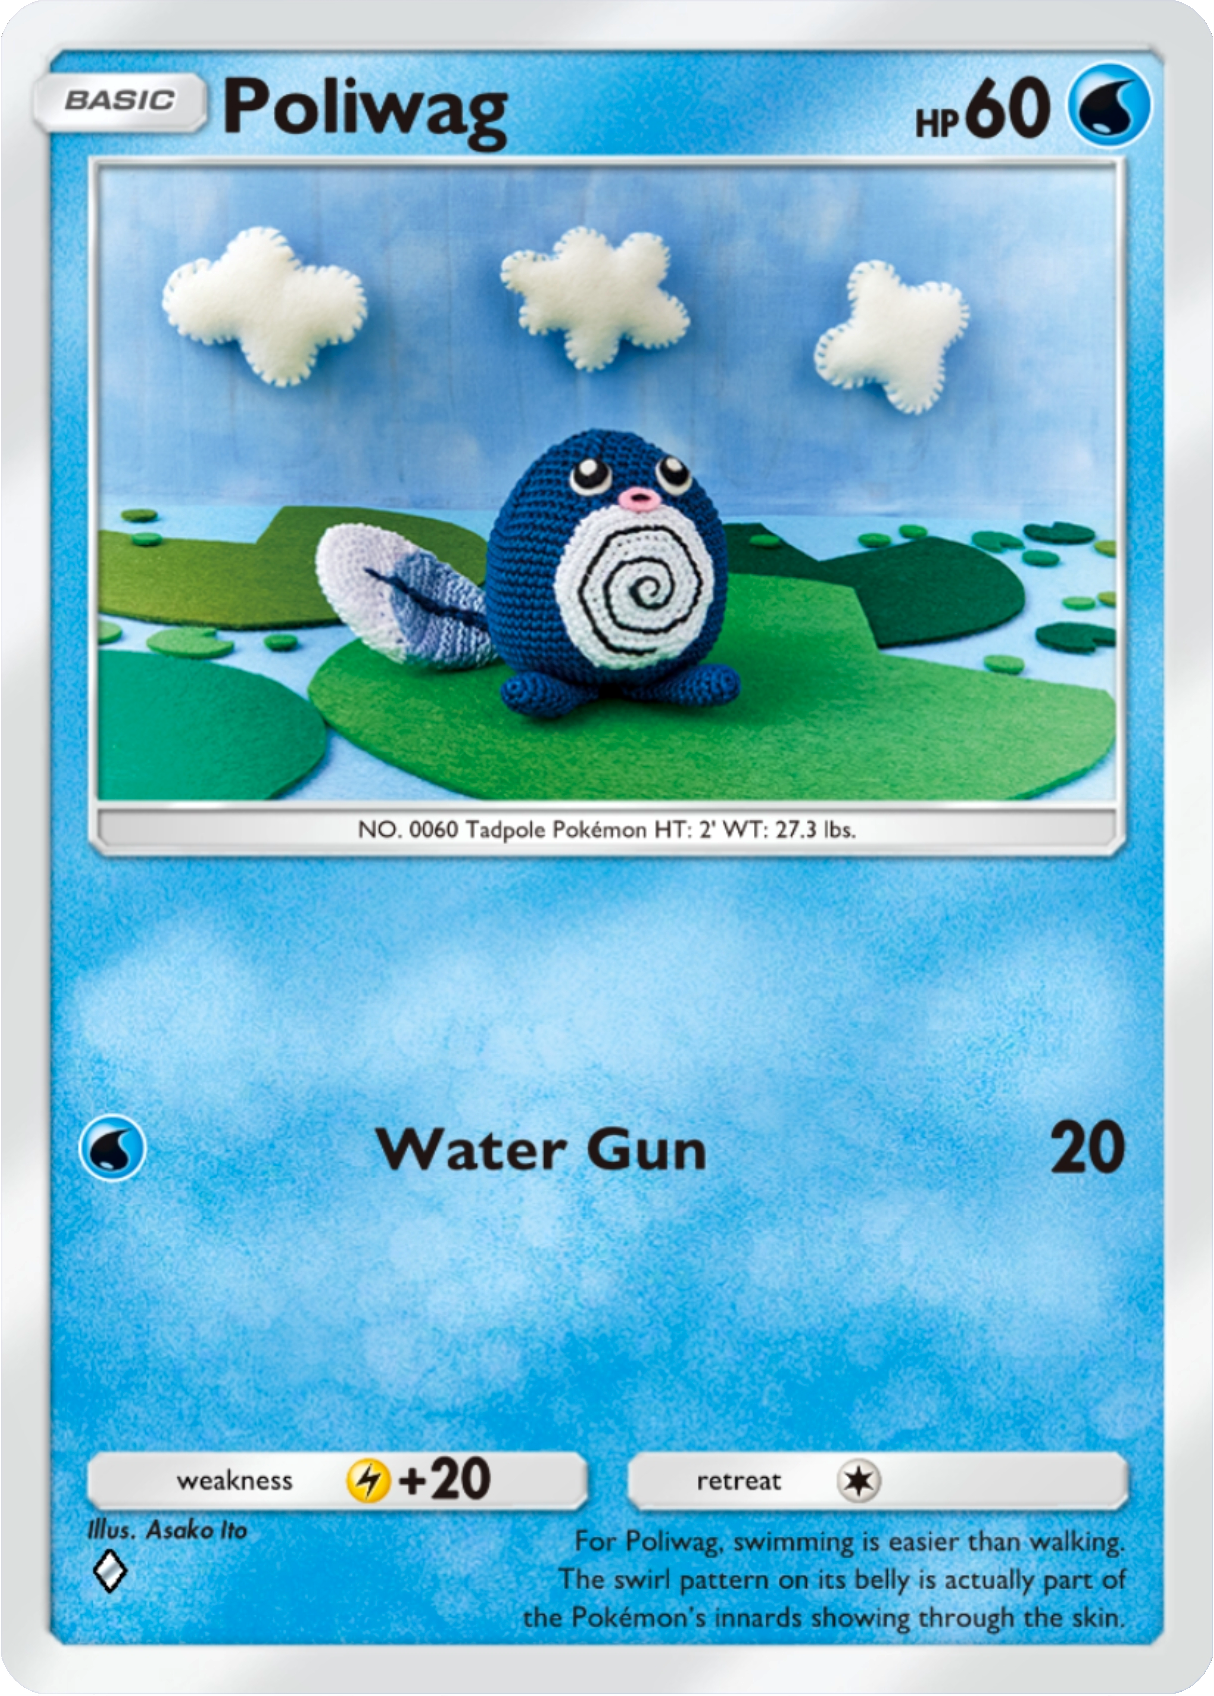 BASIC Poliwag HP 60
NO. 0060 Tadpole Pokémon HT: 2' WT: 27.3 lbs.
Water Gun 20
weakness +20 retreat
Illus. Asako Ito
For Poliwag, swimming is easier than walking.
The swirl pattern on its belly is actually part of
the Pokémon's innards showing through the skin.